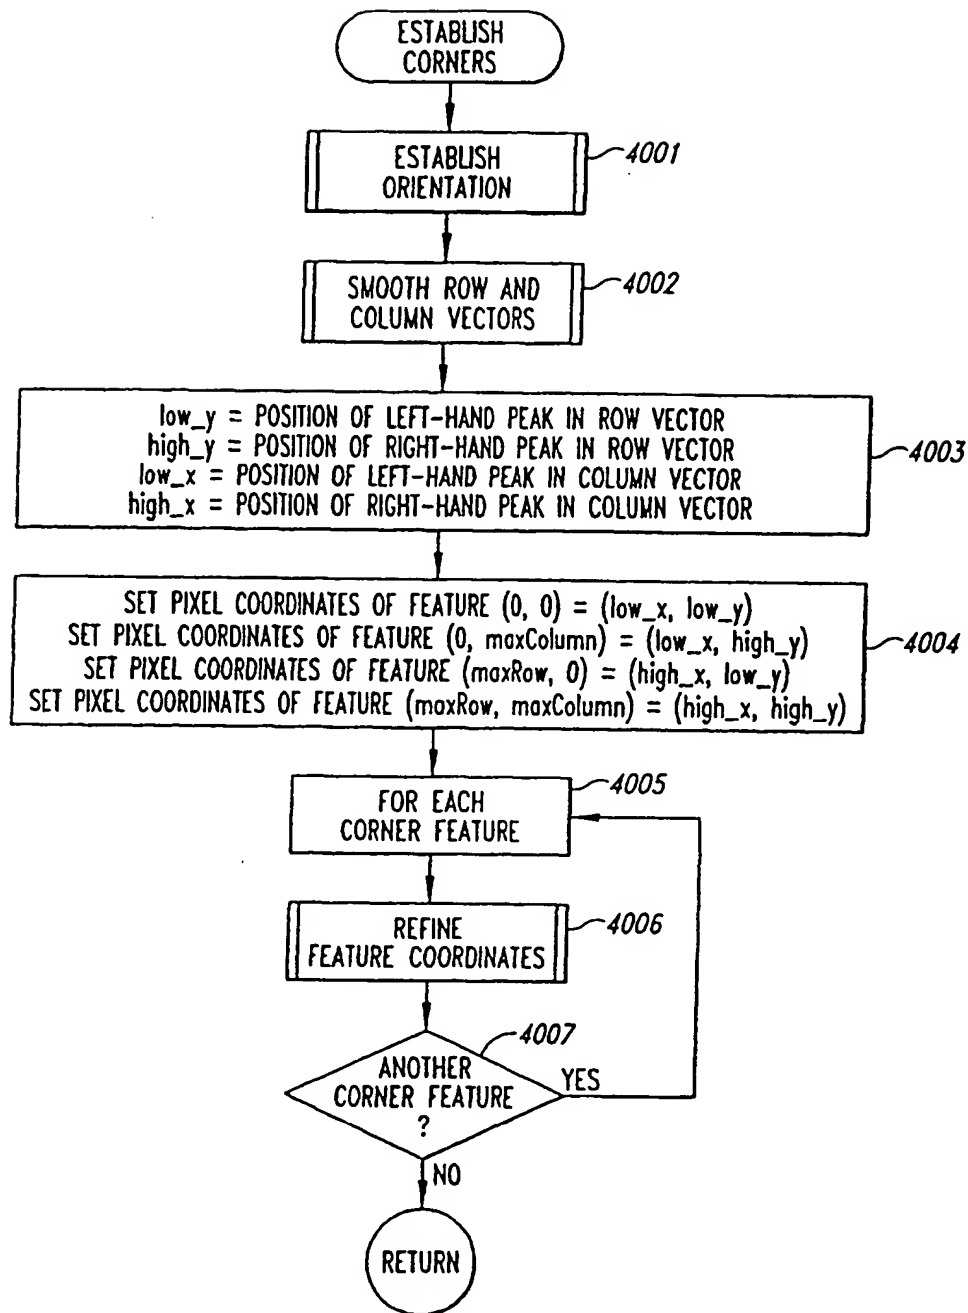 ESTABLISH
CORNERS
ESTABLISH
ORIENTATION
4001
SMOOTH ROW AND
COLUMN VECTORS
4002
low_y = POSITION OF LEFT-HAND PEAK IN ROW VECTOR
high_y = POSITION OF RIGHT-HAND PEAK IN ROW VECTOR
low_x = POSITION OF LEFT-HAND PEAK IN COLUMN VECTOR
high_x = POSITION OF RIGHT-HAND PEAK IN COLUMN VECTOR
4003
SET PIXEL COORDINATES OF FEATURE (0, 0) = (low_x, low_y)
SET PIXEL COORDINATES OF FEATURE (0, maxColumn) = (low_x, high_y)
SET PIXEL COORDINATES OF FEATURE (maxRow, 0) = (high_x, low_y)
SET PIXEL COORDINATES OF FEATURE (maxRow, maxColumn) = (high_x, high_y)
4004
FOR EACH
CORNER FEATURE
4005
REFINE
FEATURE COORDINATES
4006
4007
ANOTHER
CORNER FEATURE
?
YES
NO
RETURN